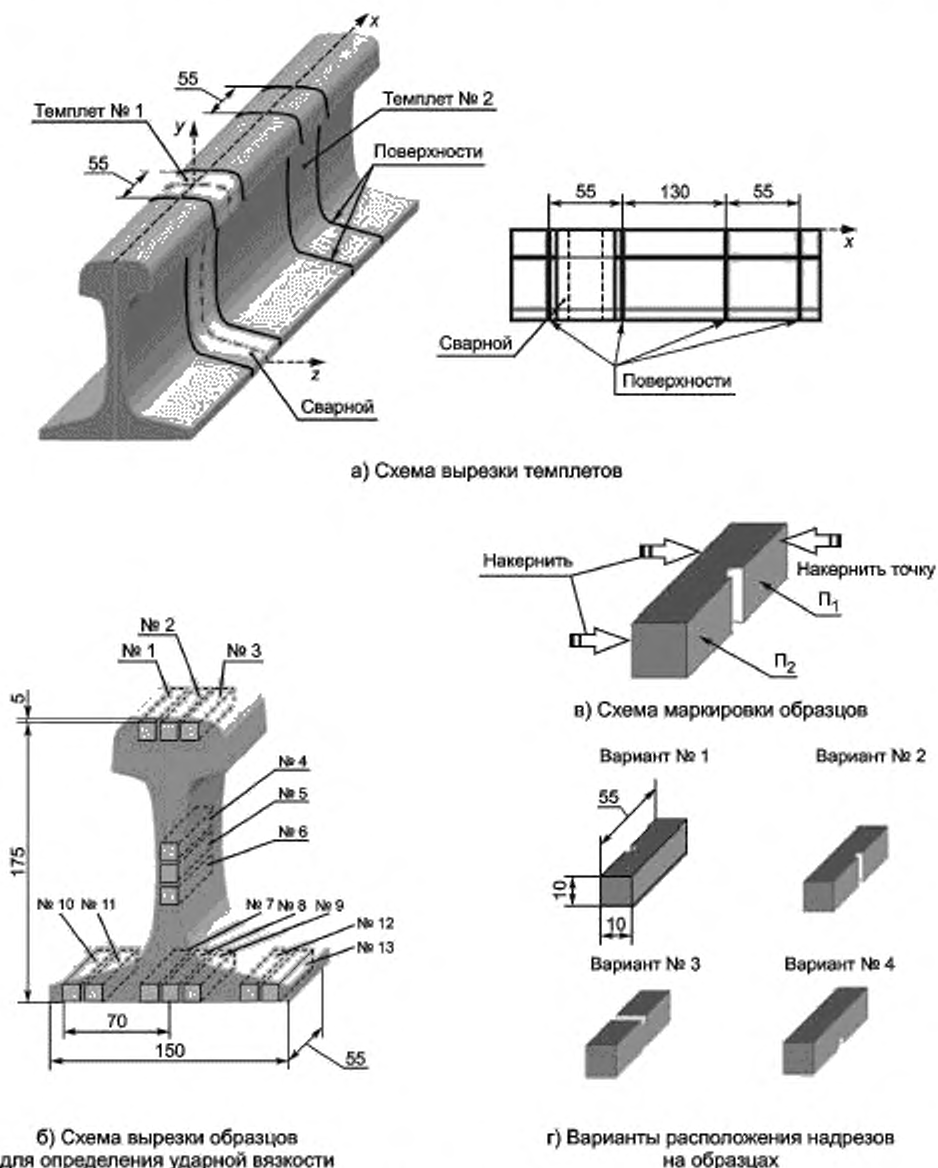 x
55
Темплет № 1
y
Темплет № 2
55
Поверхности
z
Сварной
55
130
55
x
Сварной
Поверхности
а) Схема вырезки темплетов
Накернить
Накернить точку
П1
П2
в) Схема маркировки образцов
№ 2
№ 1
№ 3
5
№ 4
№ 5
№ 6
175
№ 10
№ 11
№ 7
№ 8
№ 9
№ 12
№ 13
70
150
55
б) Схема вырезки образцов
для определения ударной вязкости
Вариант № 1
Вариант № 2
55
10
10
Вариант № 3
Вариант № 4
г) Варианты расположения надрезов
на образцах